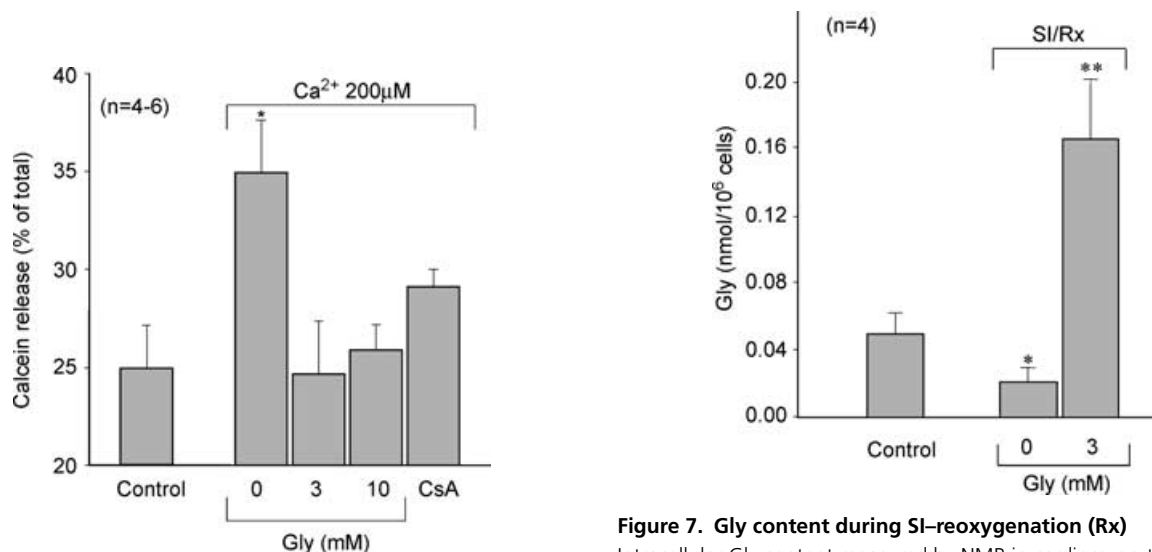 40
(n=4-6)
Ca²⁺ 200μM
*
35
30
25
20
Calcein release (% of total)
Control
0
3
10
CsA
Gly (mM)
(n=4)
SI/Rx
**
0.20
0.16
0.12
0.08
0.04
0.00
Gly (nmol/10⁶ cells)
*
Control
0
3
Gly (mM)
Figure 7. Gly content during SI–reoxygenation (Rx)